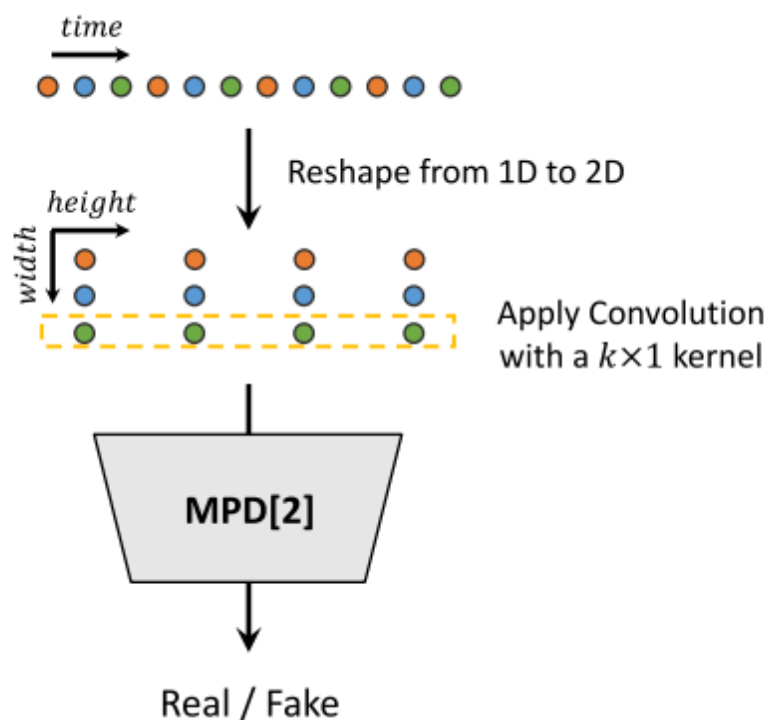 time
Reshape from 1D to 2D
height
width
Apply Convolution
with a k×1 kernel
MPD[2]
Real / Fake